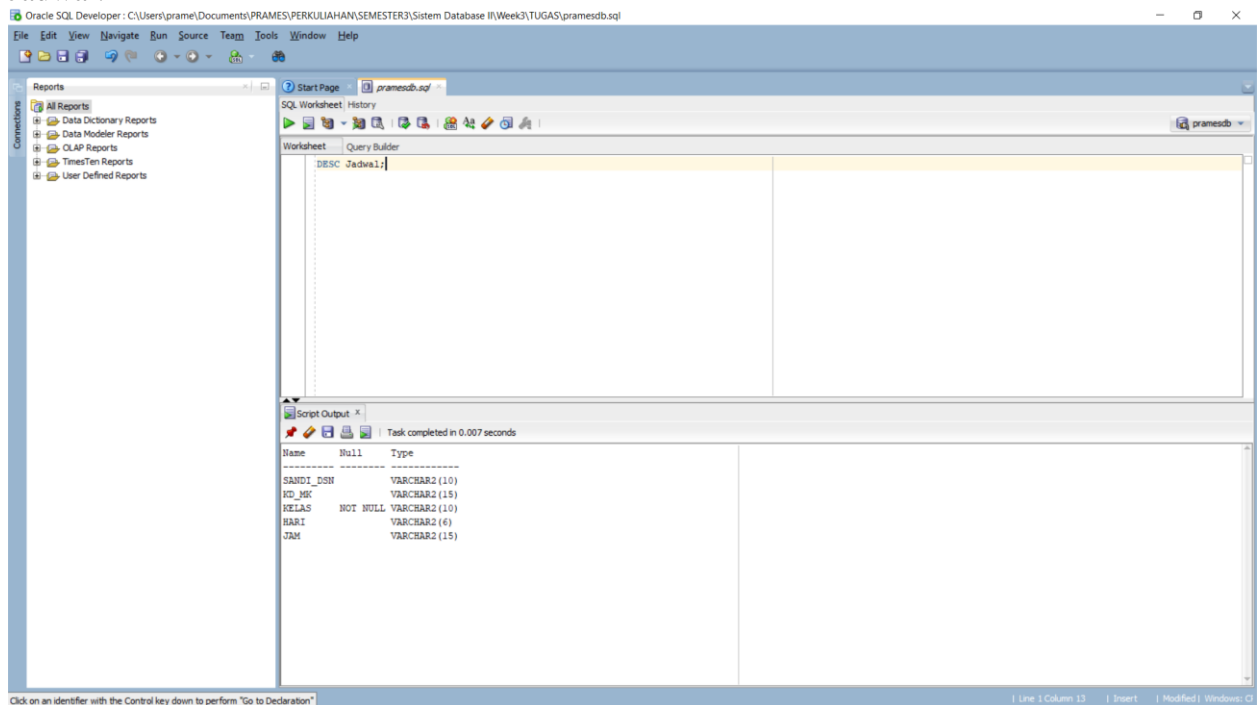 Oracle SQL Developer : C:\Users\prame\Documents\PRAMES\PERKULIAHAN\SEMESTER3\Sistem Database II\Week3\TUGAS\pramesdb.sql
File Edit View Navigate Run Source Team Tools Window Help
Reports
Start Page
pramesdb.sql
Connections
All Reports
Data Dictionary Reports
Data Modeler Reports
OLAP Reports
TimesTen Reports
User Defined Reports
SQL Worksheet History
pramesdb
Worksheet Query Builder
DESC Jadwal;
Script Output
Task completed in 0.007 seconds
Name Null Type
--------- -------- ------------
SANDI_DSN VARCHAR2(10)
KD_MK VARCHAR2(15)
KELAS NOT NULL VARCHAR2(10)
HARI VARCHAR2(6)
JAM VARCHAR2(15)
Click on an identifier with the Control key down to perform "Go to Declaration"
| Line 1 Column 13 | Insert | Modified | Windows: Cl